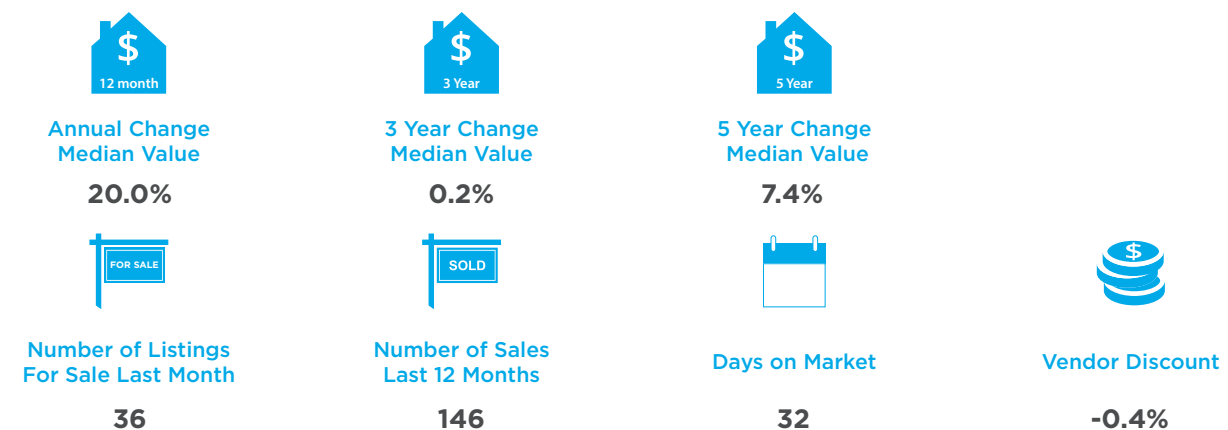 $
12 month
$
3 Year
$
5 Year
Annual Change
Median Value
20.0%
3 Year Change
Median Value
0.2%
5 Year Change
Median Value
7.4%
FOR SALE
SOLD
$
Number of Listings
For Sale Last Month
36
Number of Sales
Last 12 Months
146
Days on Market
32
Vendor Discount
-0.4%